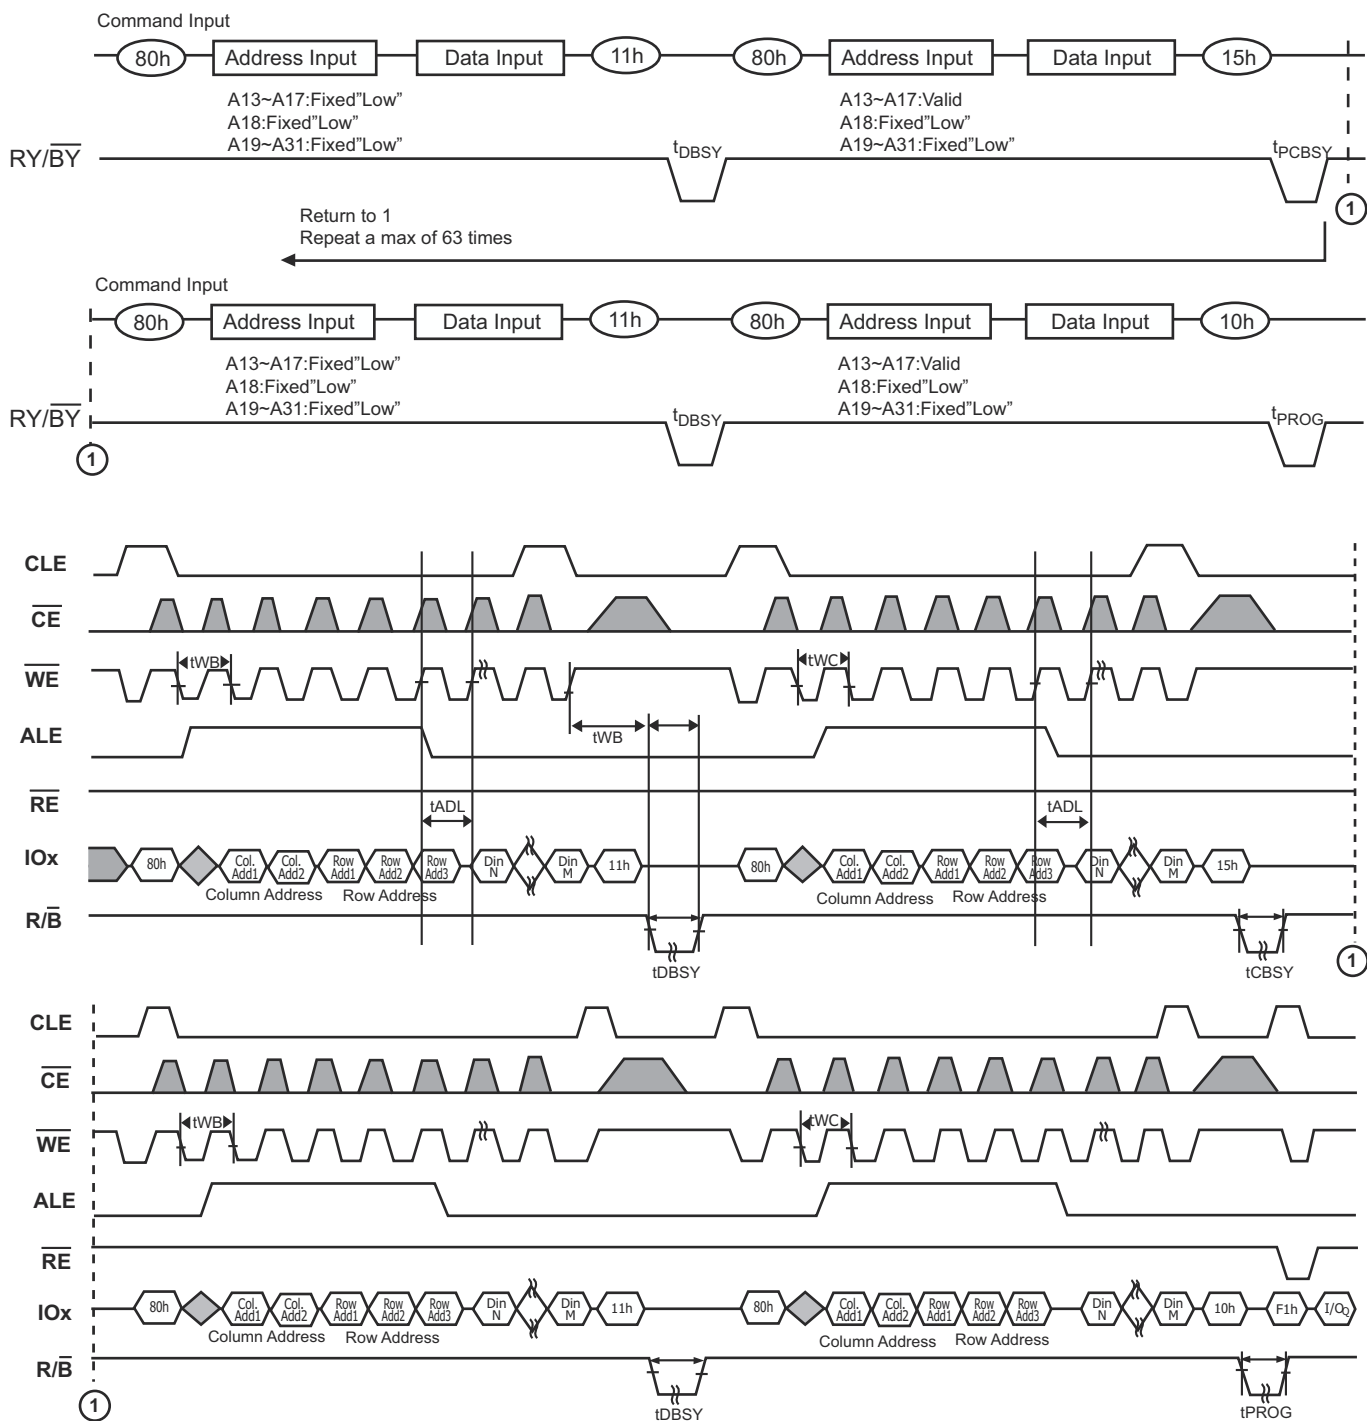 Command Input
80h Address Input Data Input 11h 80h Address Input Data Input 15h
A13~A17:Fixed"Low" A13~A17:Valid
A18:Fixed"Low" A18:Fixed"Low"
A19~A31:Fixed"Low" A19~A31:Fixed"Low"
RY/BY tDBSY tPCBSY
1
Return to 1
Repeat a max of 63 times
Command Input
80h Address Input Data Input 11h 80h Address Input Data Input 10h
A13~A17:Fixed"Low" A13~A17:Valid
A18:Fixed"Low" A18:Fixed"Low"
A19~A31:Fixed"Low" A19~A31:Fixed"Low"
RY/BY tDBSY tPROG
1
CLE
CE
WE tWB tWC
ALE tWB
RE tADL tADL
IOx 80h Col. Add1 Col. Add2 Row Add1 Row Add2 Row Add3 Din N Din M 11h 80h Col. Add1 Col. Add2 Row Add1 Row Add2 Row Add3 Din N Din M 15h
Column Address Row Address Column Address Row Address
R/B
tDBSY tCBSY 1
CLE
CE
WE tWB tWC
ALE
RE
IOx 80h Col. Add1 Col. Add2 Row Add1 Row Add2 Row Add3 Din N Din M 11h 80h Col. Add1 Col. Add2 Row Add1 Row Add2 Row Add3 Din N Din M 10h F1h I/OQ
Column Address Row Address Column Address Row Address
R/B
1 tDBSY tPROG